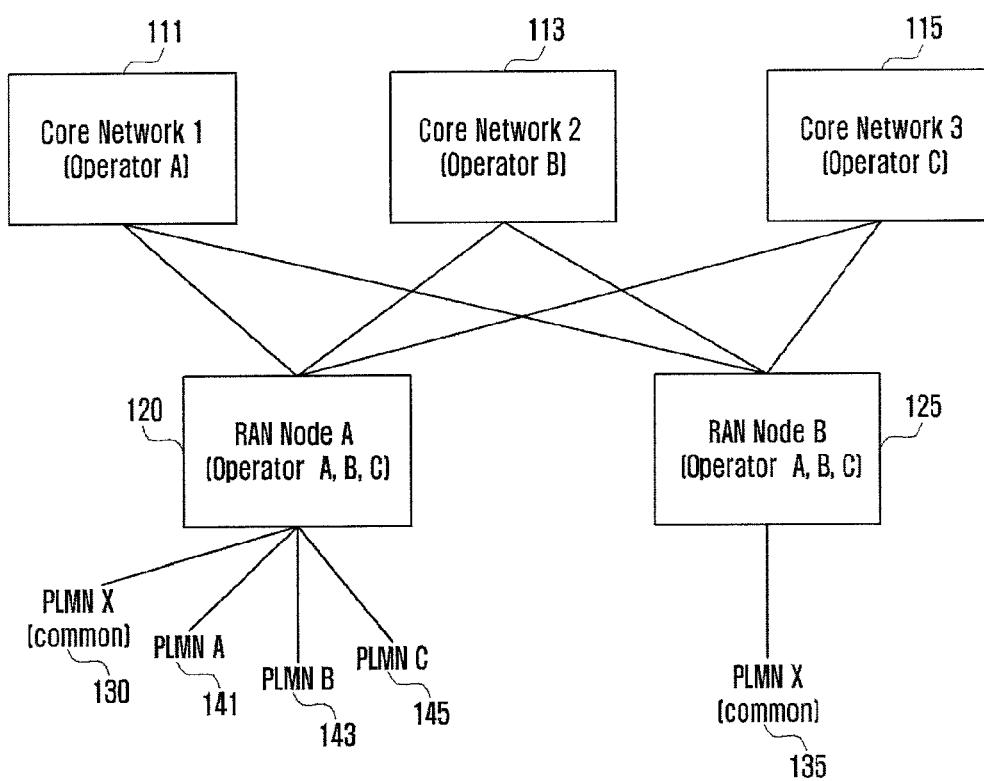 111
113
115
Core Network 1
(Operator A)
Core Network 2
(Operator B)
Core Network 3
(Operator C)
120
RAN Node A
(Operator A, B, C)
RAN Node B
(Operator A, B, C)
125
PLMN X
(common)
130
PLMN A
141
PLMN B
143
PLMN C
145
PLMN X
(common)
135